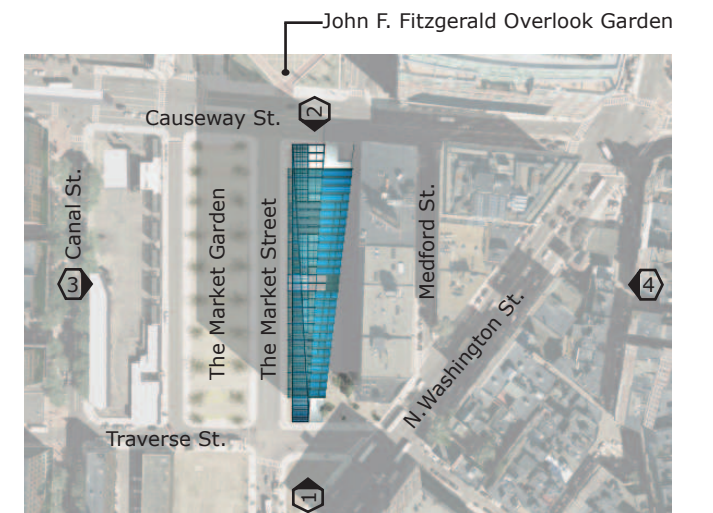 John F. Fitzgerald Overlook Garden
Causeway St.
2
Canal St.
The Market Garden
The Market Street
Medford St.
3
4
N.Washington St.
Traverse St.
1